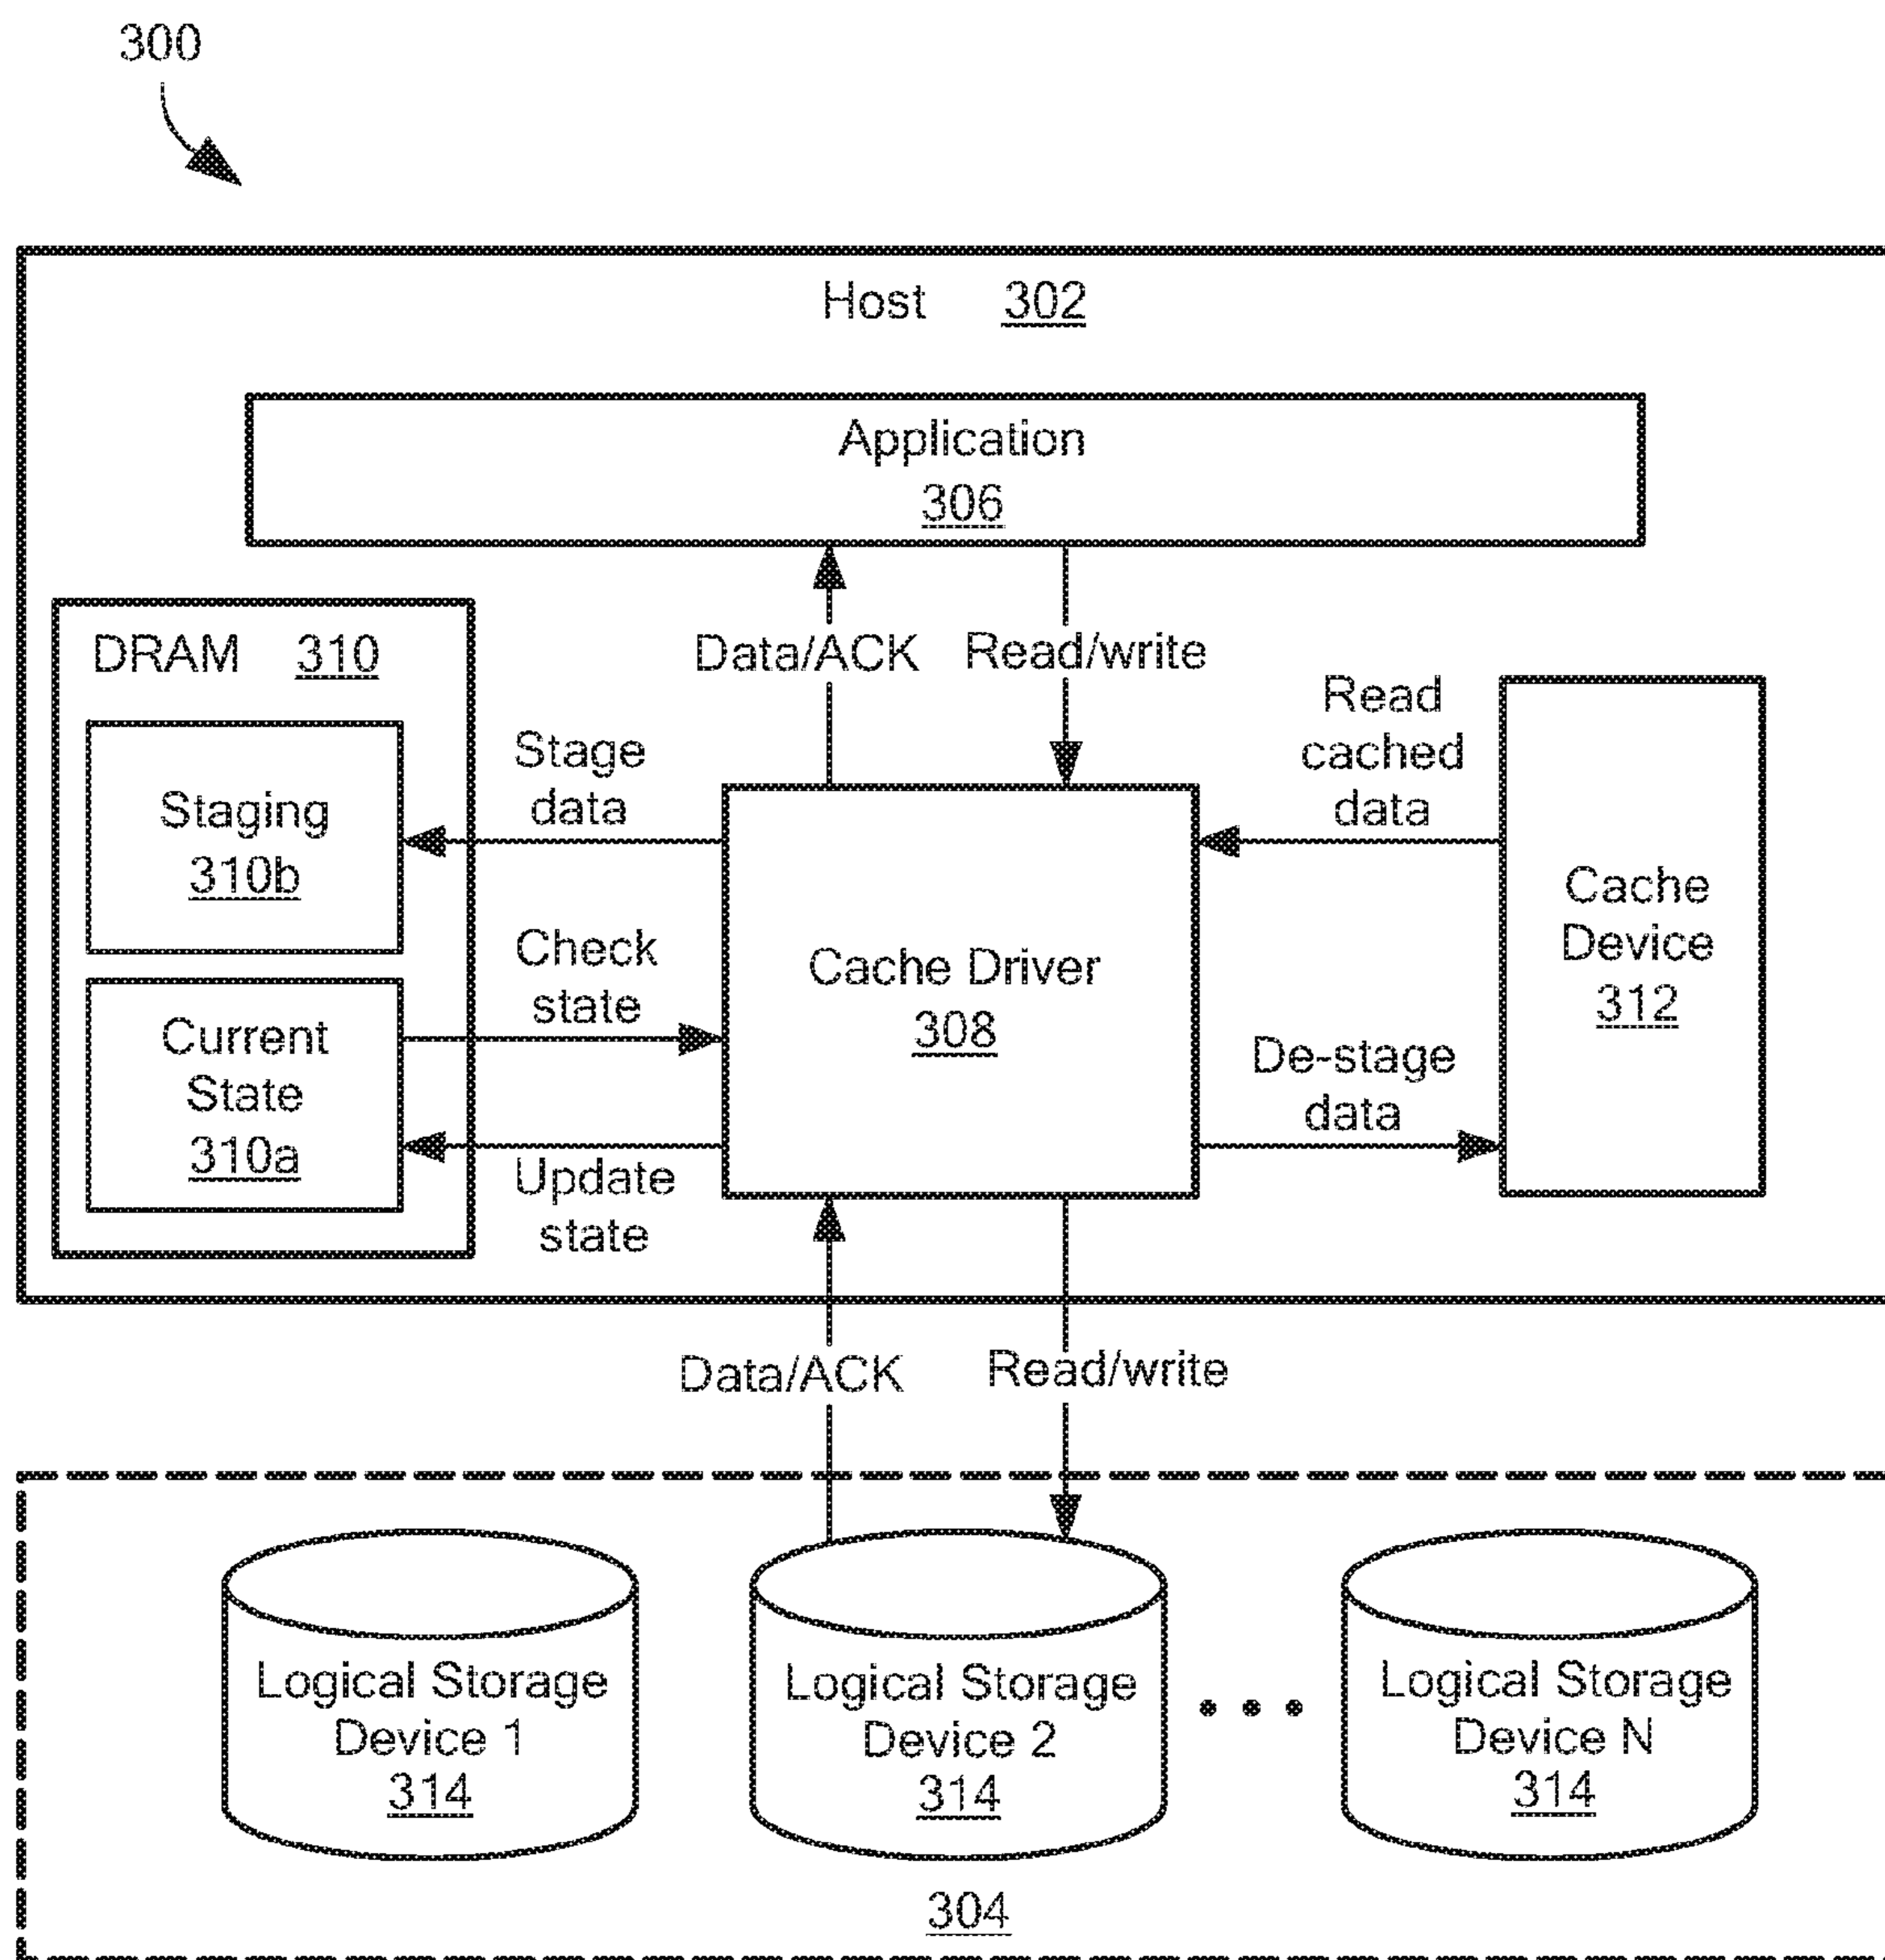 300
Host 302
Application
306
DRAM 310
Data/ACK
Read/write
Staging
310b
Stage
data
Read
cached
data
Cache Driver
308
Cache
Device
312
Check
state
Current
State
310a
Update
state
De-stage
data
Data/ACK
Read/write
Logical Storage
Device 1
314
Logical Storage
Device 2
314
Logical Storage
Device N
314
304